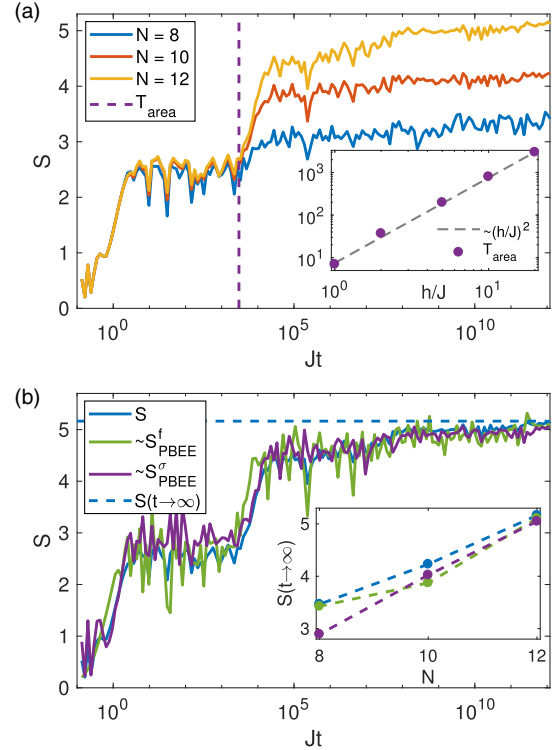 (a)
5
4
3
2
1
0
S
N = 8
N = 10
N = 12
T_area
10^3
10^2
10^1
~(h/J)^2
T_area
10^0
h/J
10^1
10^0
10^5
10^10
Jt
(b)
5
4
3
2
1
0
S
S
~S^f_PBEE
~S^σ_PBEE
S(t→∞)
5
4
3
S(t→∞)
8
10
12
N
10^0
10^5
10^10
Jt